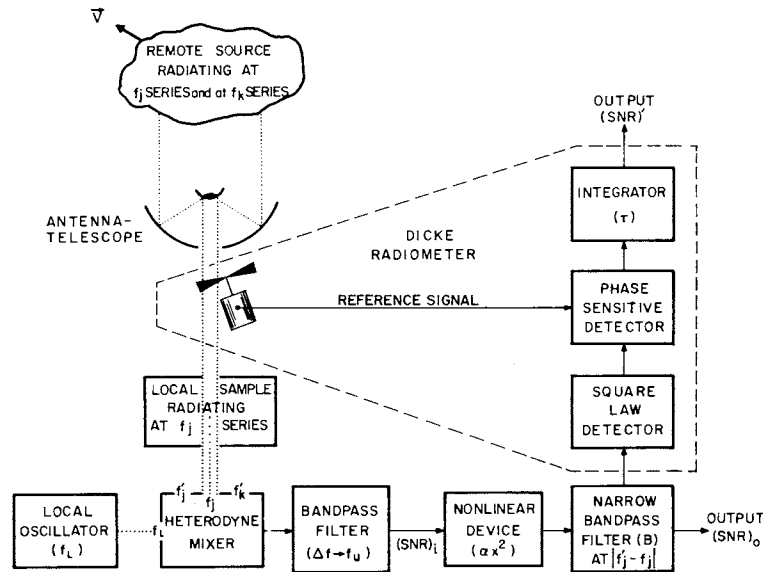 V
REMOTE SOURCE
RADIATING AT
fj SERIES and at fk SERIES
ANTENNA-
TELESCOPE
OUTPUT
(SNR)'
INTEGRATOR
(τ)
DICKE
RADIOMETER
REFERENCE SIGNAL
PHASE
SENSITIVE
DETECTOR
LOCAL SAMPLE
RADIATING
AT fj SERIES
SQUARE
LAW
DETECTOR
LOCAL
OSCILLATOR
(fL)
fL
f'j fj f'k
HETERODYNE
MIXER
BANDPASS
FILTER
(Δf→fu)
(SNR)i
NONLINEAR
DEVICE
(αx²)
NARROW
BANDPASS
FILTER (B)
AT |f'j-fj|
OUTPUT
(SNR)o